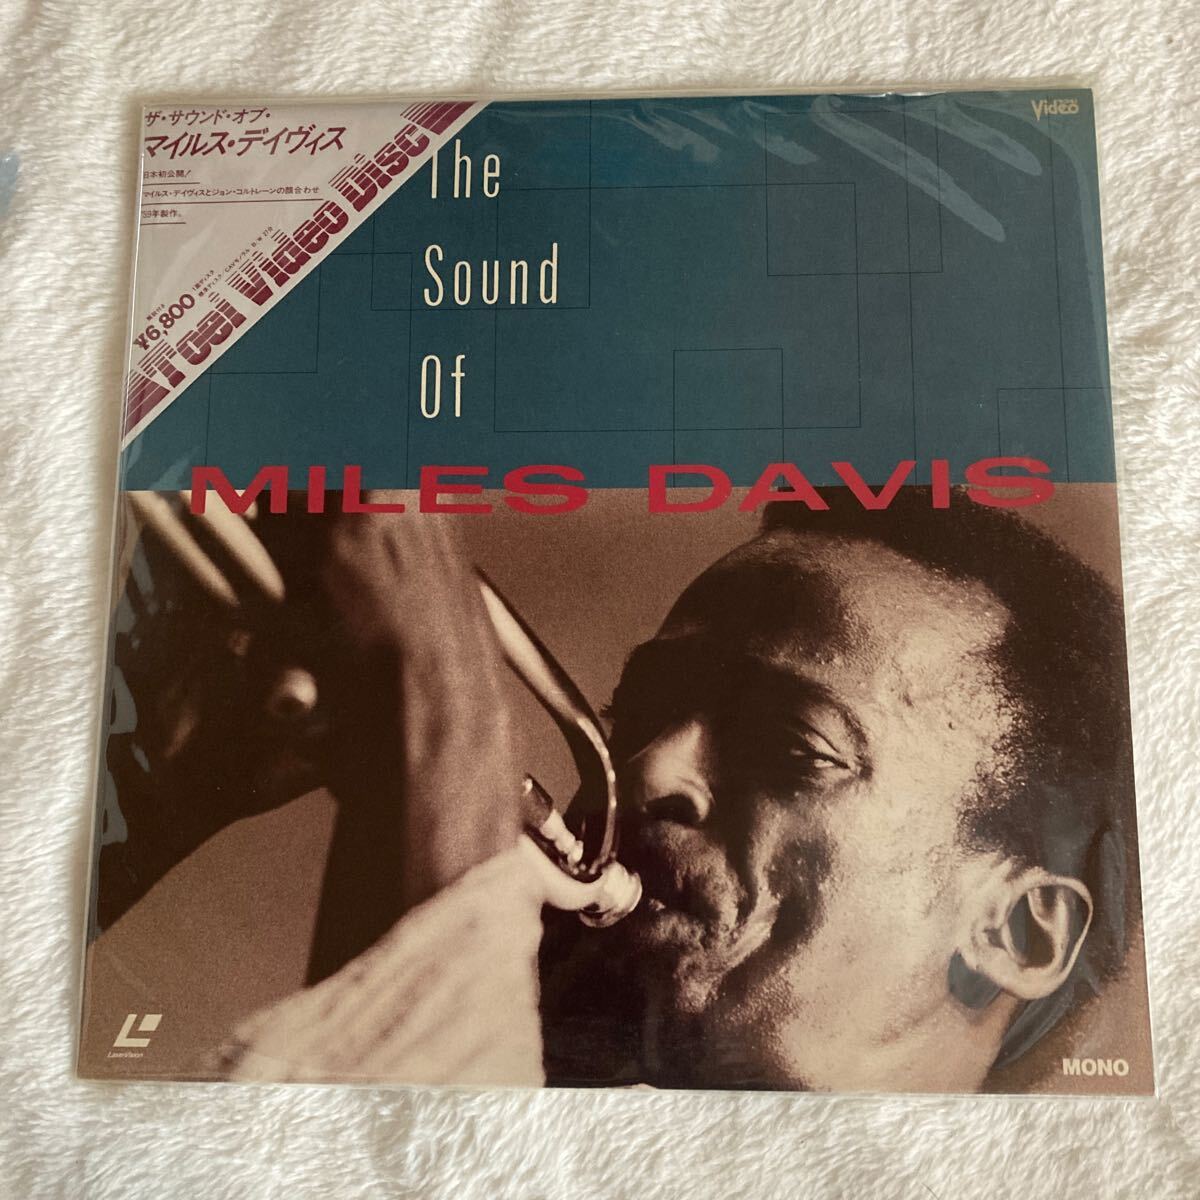 ザ・サウンド・オブ・
マイルス・デイヴィス
日本初公開!
マイルス・デイヴィスとジョン・コルトレーンの顔合わせ
'59年製作。
¥6,800
Toei Video Disc
Video
The
Sound
Of
MILES DAVIS
LaserVision
MONO